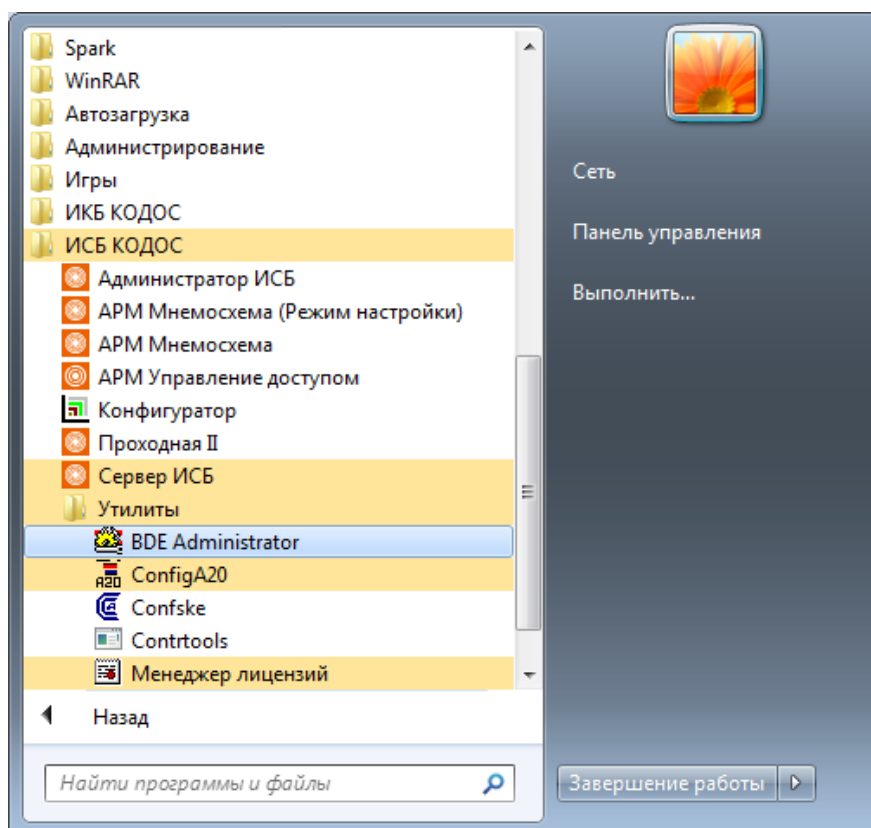 Spark
WinRAR
Автозагрузка
Администрирование
Игры
ИКБ КОДОС
ИСБ КОДОС
Администратор ИСБ
АРМ Мнемосхема (Режим настройки)
АРМ Мнемосхема
АРМ Управление доступом
Конфигуратор
Проходная II
Сервер ИСБ
Утилиты
BDE Administrator
A20 ConfigA20
Confske
Contrtools
Менеджер лицензий
Назад
Найти программы и файлы
Сеть
Панель управления
Выполнить...
Завершение работы